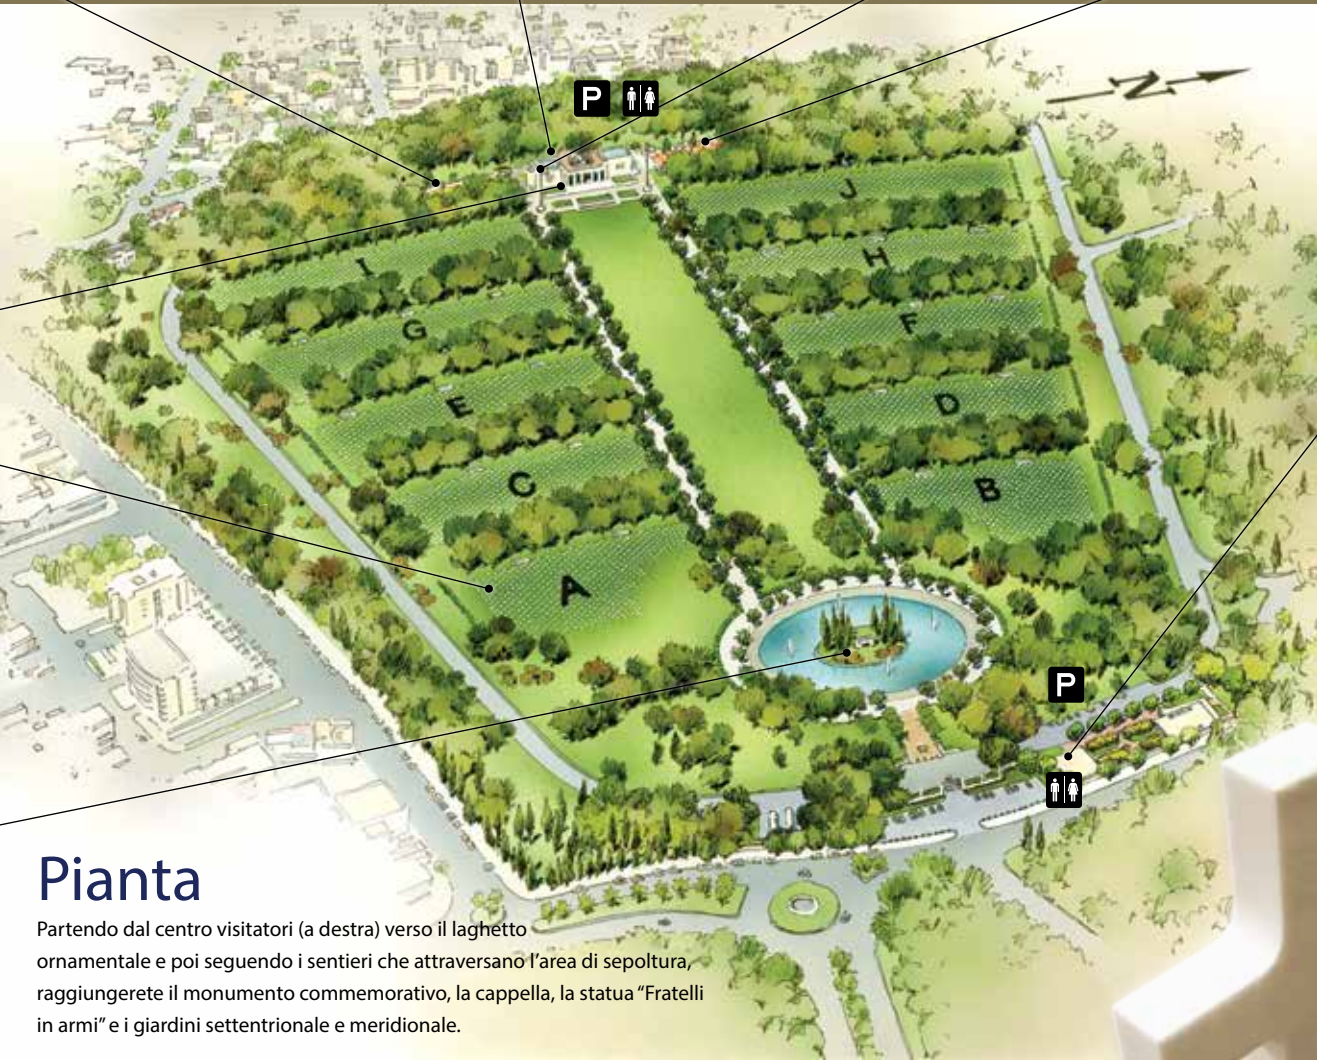 P
N
J
I
H
G
F
E
D
C
B
A
P
Pianta
Partendo dal centro visitatori (a destra) verso il laghetto
ornamentale e poi seguendo i sentieri che attraversano l’area di sepoltura,
raggiungerete il monumento commemorativo, la cappella, la statua “Fratelli
in armi” e i giardini settentrionale e meridionale.